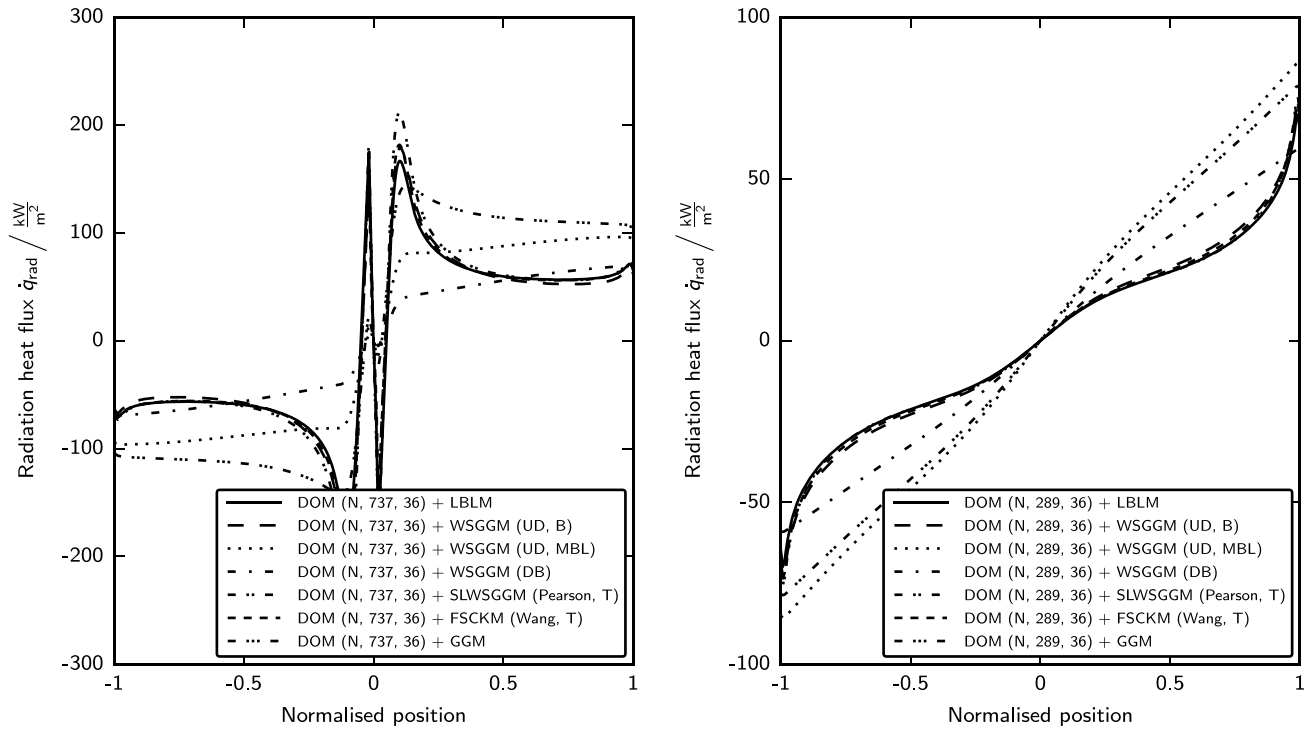 300
200
100
0
-100
-200
-300
-1
-0.5
0
0.5
1
Normalised position
Radiation heat flux q̇rad / kW/m²
DOM (N, 737, 36) + LBLM
DOM (N, 737, 36) + WSGGM (UD, B)
DOM (N, 737, 36) + WSGGM (UD, MBL)
DOM (N, 737, 36) + WSGGM (DB)
DOM (N, 737, 36) + SLWSGGM (Pearson, T)
DOM (N, 737, 36) + FSCKM (Wang, T)
DOM (N, 737, 36) + GGM
100
50
0
-50
-100
-1
-0.5
0
0.5
1
Normalised position
Radiation heat flux q̇rad / kW/m²
DOM (N, 289, 36) + LBLM
DOM (N, 289, 36) + WSGGM (UD, B)
DOM (N, 289, 36) + WSGGM (UD, MBL)
DOM (N, 289, 36) + WSGGM (DB)
DOM (N, 289, 36) + SLWSGGM (Pearson, T)
DOM (N, 289, 36) + FSCKM (Wang, T)
DOM (N, 289, 36) + GGM